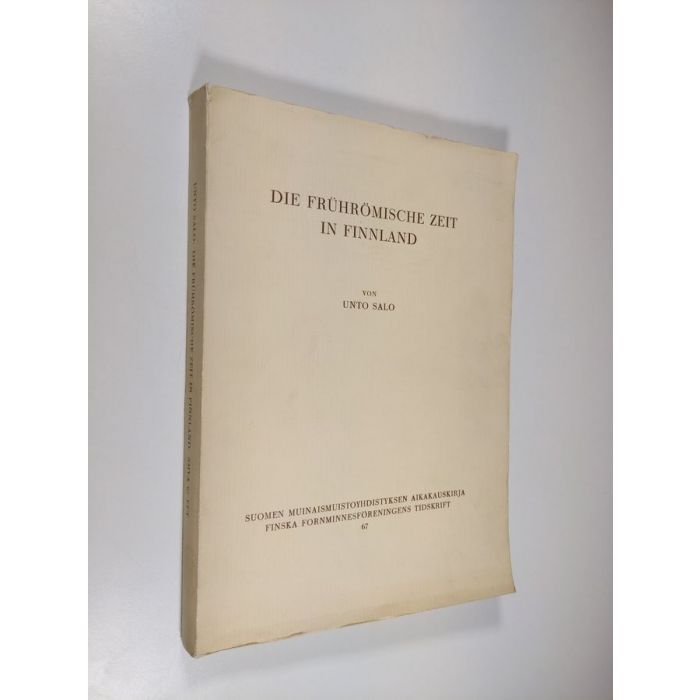 DIE FRÜHRÖMISCHE ZEIT
IN FINNLAND
VON
UNTO SALO
SUOMEN MUINAISMUISTOYHDISTYKSEN AIKAKAUSKIRJA
FINSKA FORNMINNESFÖRENINGENS TIDSKRIFT
67
UNTO SALO: DIE FRÜHRÖMISCHE ZEIT IN FINNLAND